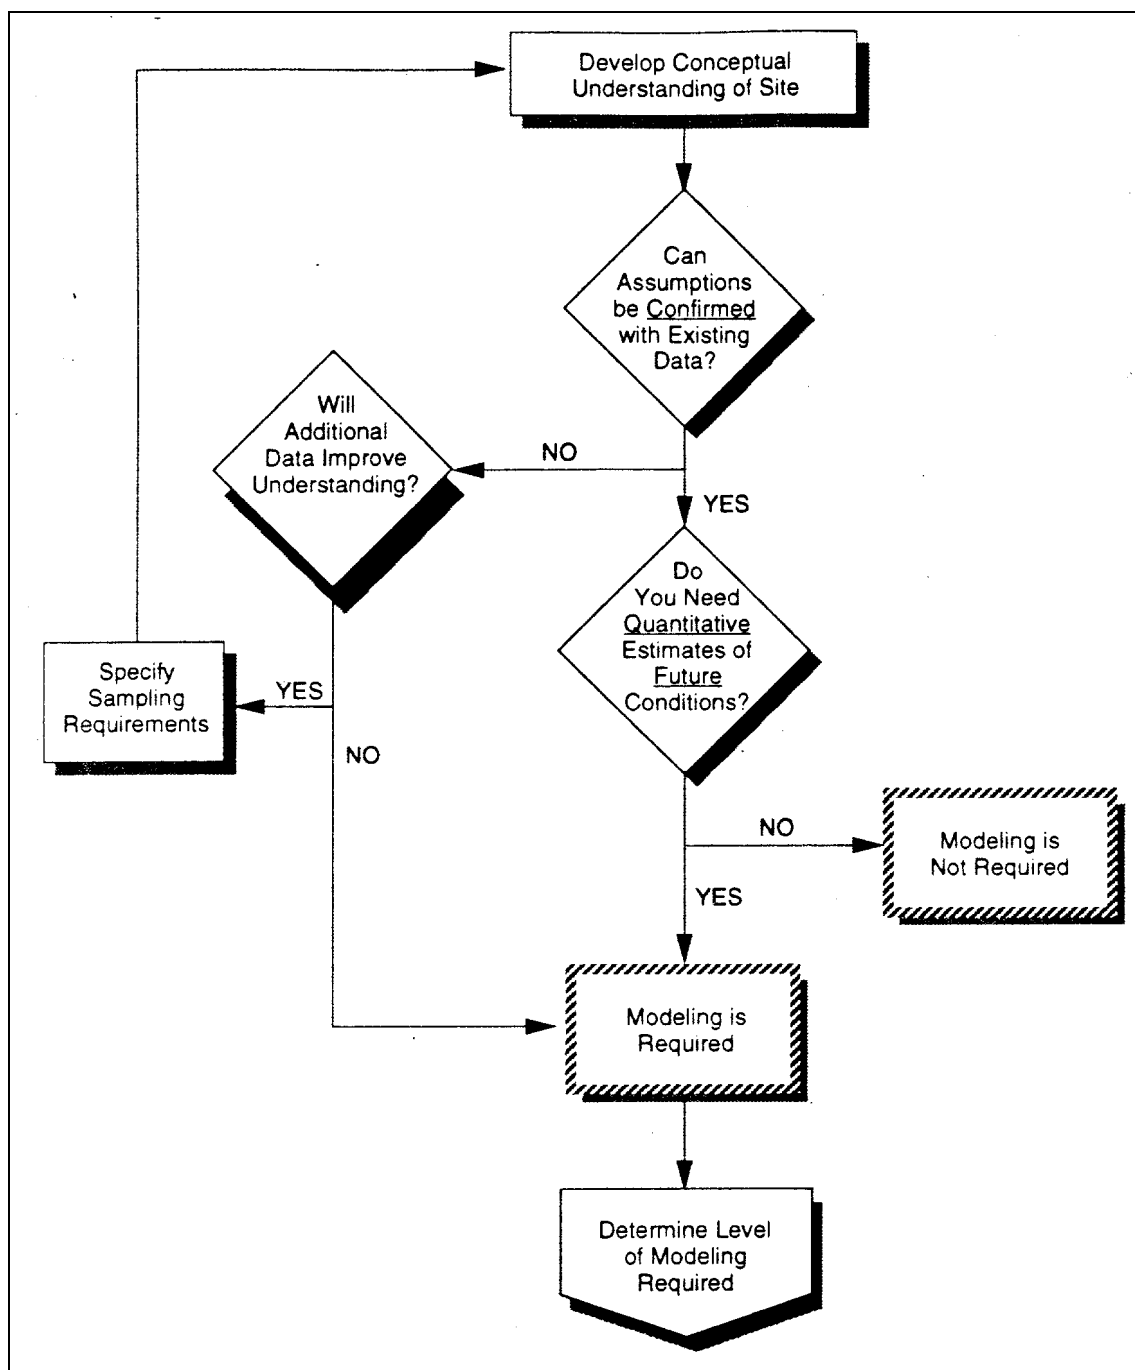 Develop Conceptual
Understanding of Site
Can
Assumptions
be Confirmed
with Existing
Data?
NO
YES
Will
Additional
Data Improve
Understanding?
YES
NO
Specify
Sampling
Requirements
Do
You Need
Quantitative
Estimates of
Future
Conditions?
NO
YES
Modeling is
Not Required
Modeling is
Required
Determine Level
of Modeling
Required